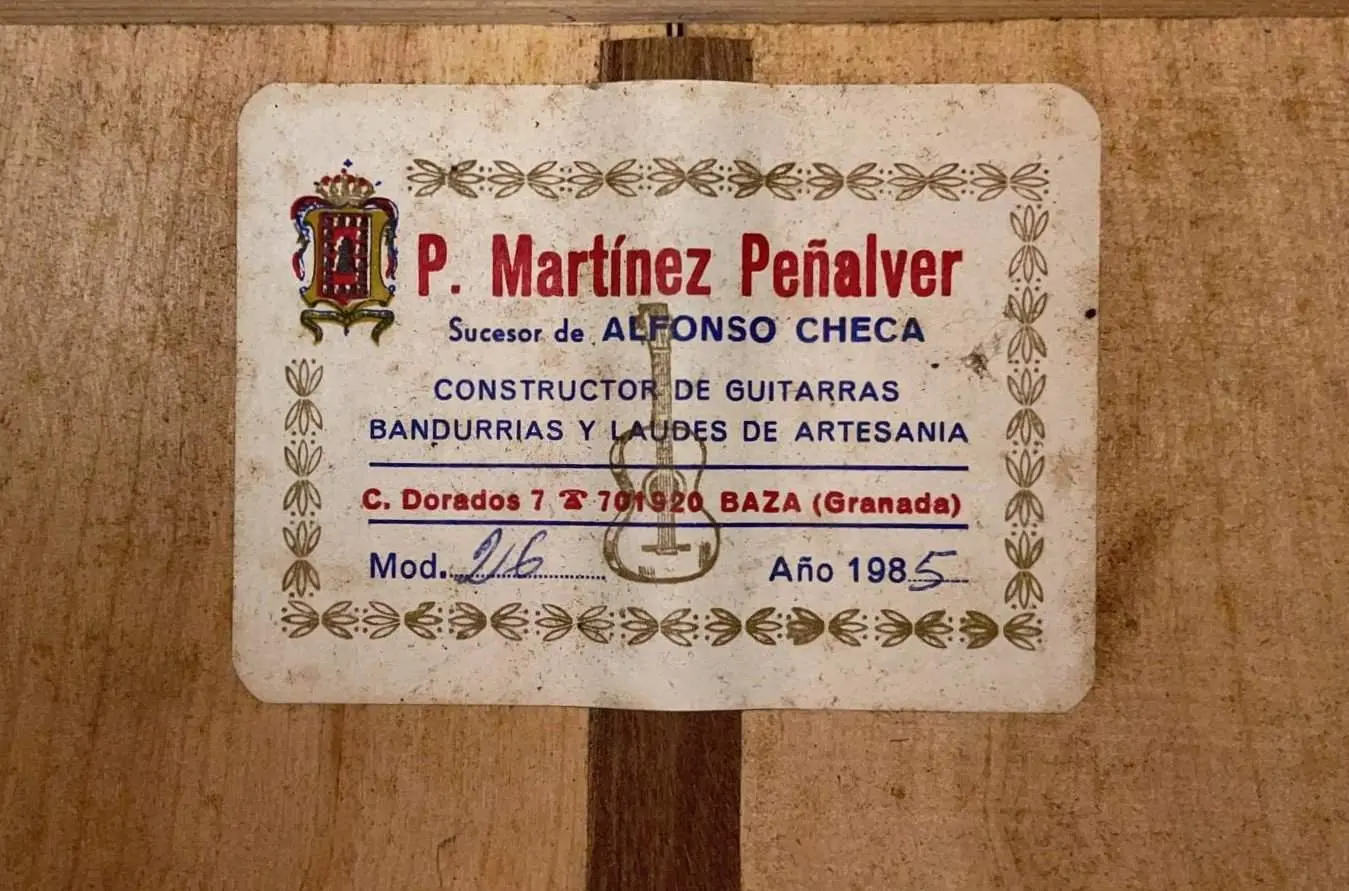 P. Martínez Peñalver
Sucesor de ALFONSO CHECA
CONSTRUCTOR DE GUITARRAS
BANDURRIAS Y LAUDES DE ARTESANIA
C. Dorados 7 ☎ 701920 BAZA (Granada)
Mod. 26 Año 1985